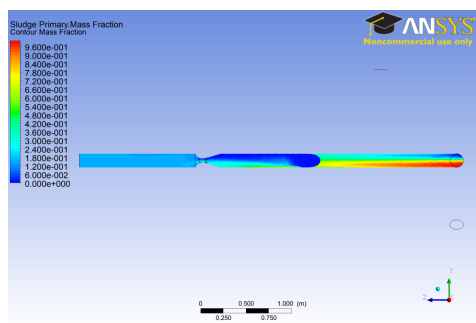 Sludge Primary.Mass Fraction
Contour Mass Fraction
ANSYS
Noncommercial use only
9.600e-001
9.000e-001
7.800e-001
7.200e-001
6.600e-001
6.000e-001
5.400e-001
4.800e-001
4.200e-001
3.600e-001
3.000e-001
2.400e-001
1.800e-001
1.200e-001
6.000e-002
0.000e+000
Y
Z
X
0 0.500 1.000 (m)
0.250 0.750